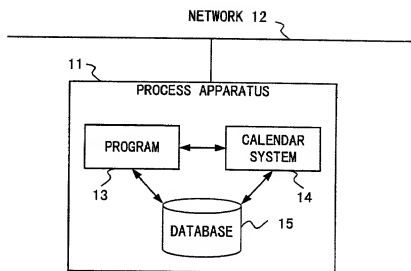 NETWORK 12
11
PROCESS APPARATUS
PROGRAM
CALENDAR
SYSTEM
13
14
DATABASE
15